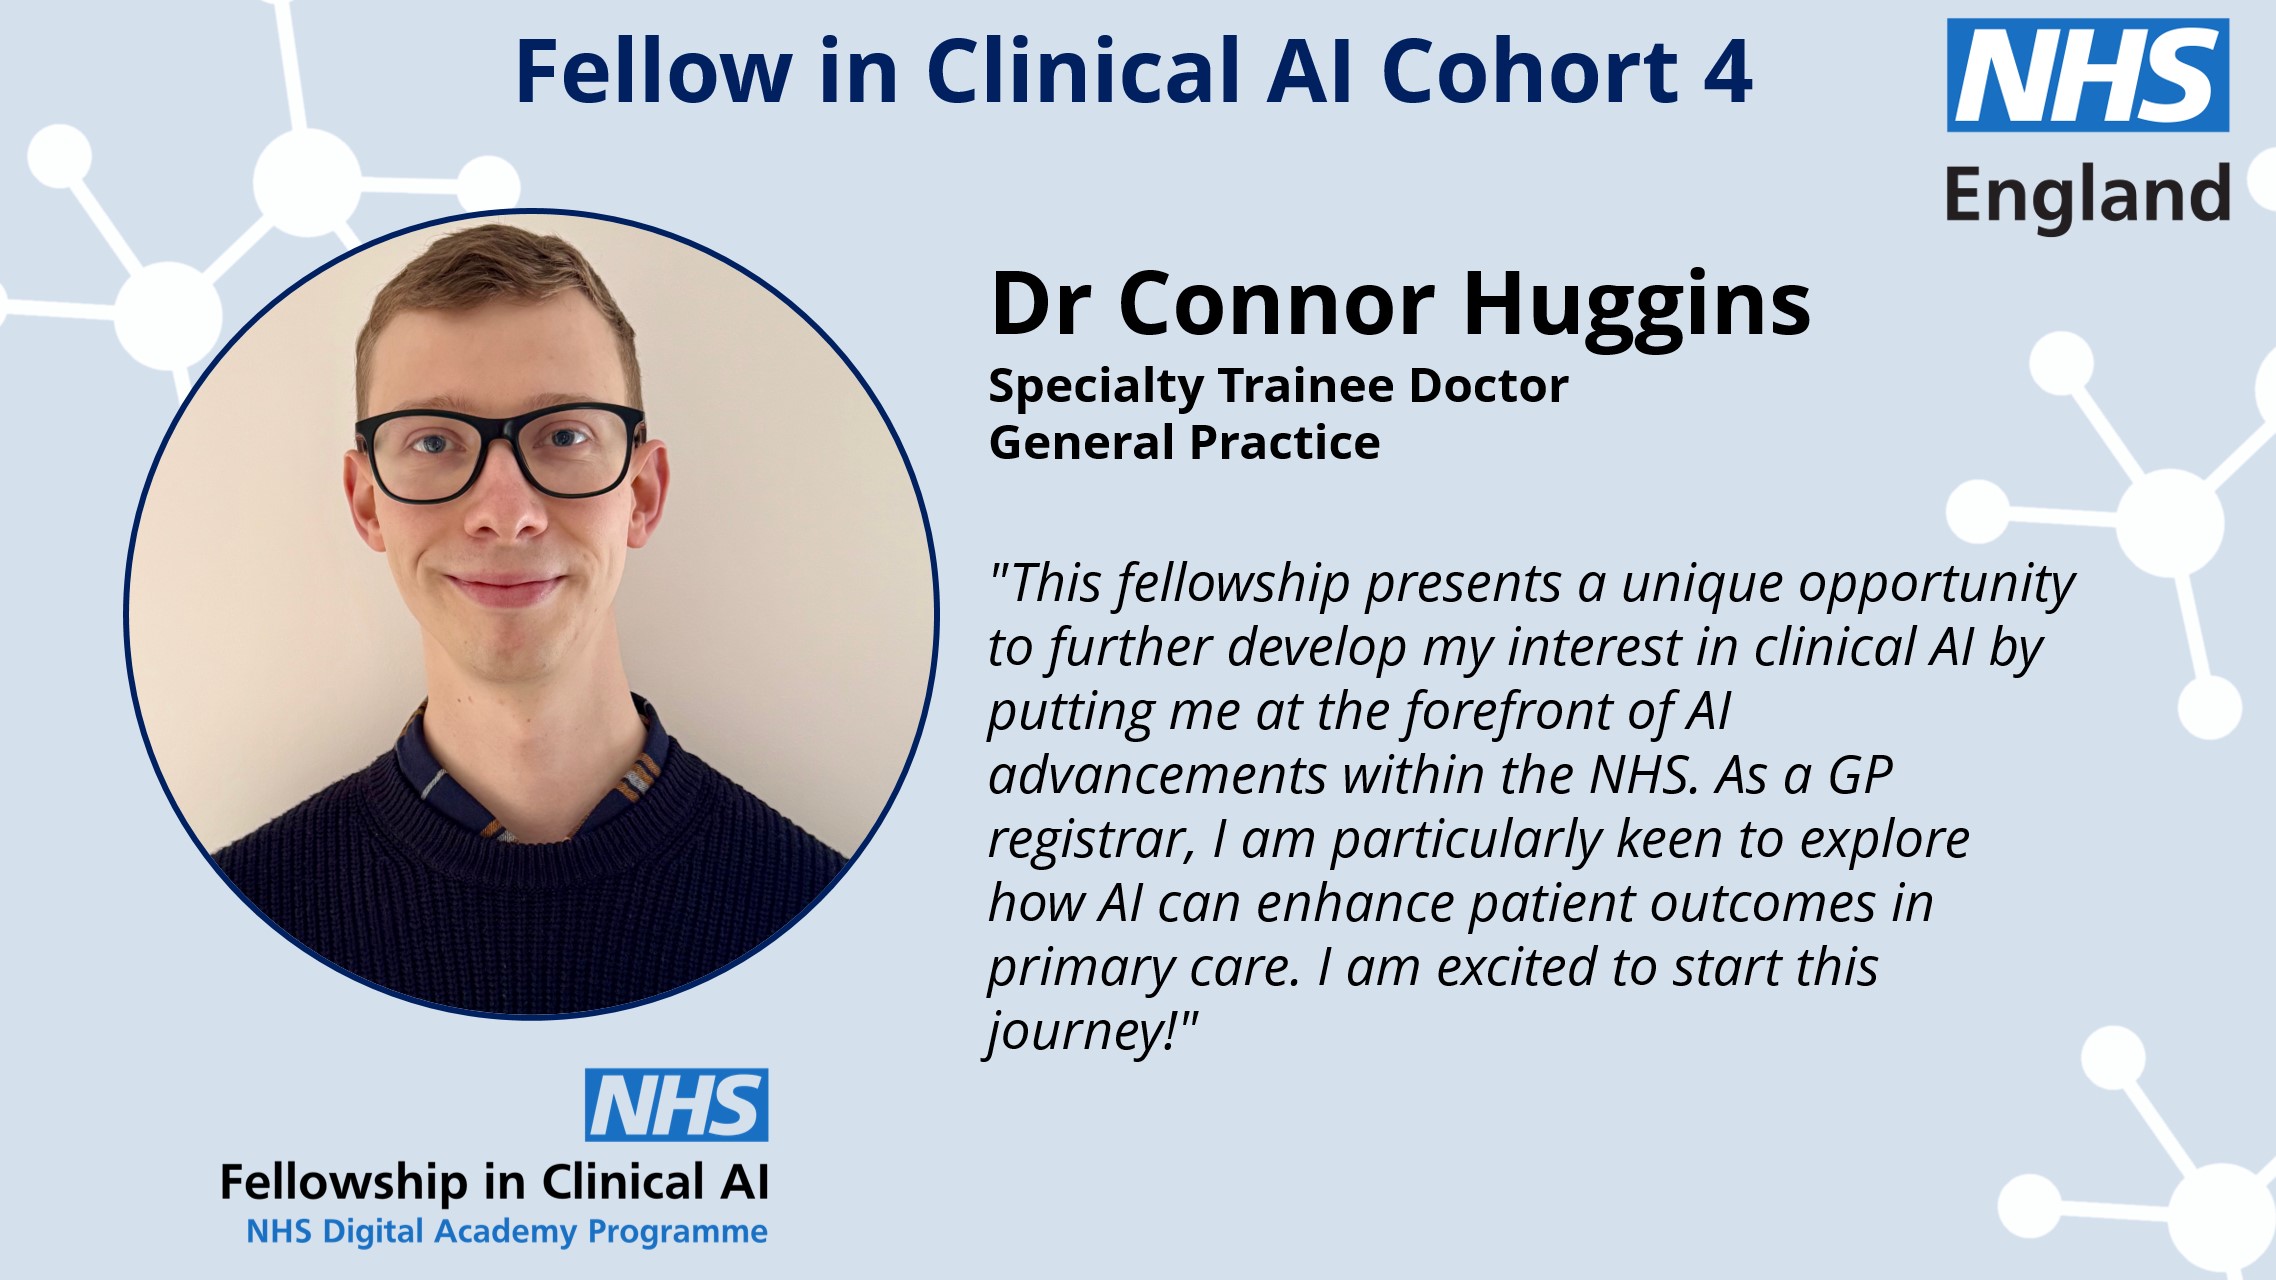 Fellow in Clinical AI Cohort 4
NHS
England
Dr Connor Huggins
Specialty Trainee Doctor
General Practice
"This fellowship presents a unique opportunity
to further develop my interest in clinical AI by
putting me at the forefront of AI
advancements within the NHS. As a GP
registrar, I am particularly keen to explore
how AI can enhance patient outcomes in
primary care. I am excited to start this
journey!"
NHS
Fellowship in Clinical AI
NHS Digital Academy Programme